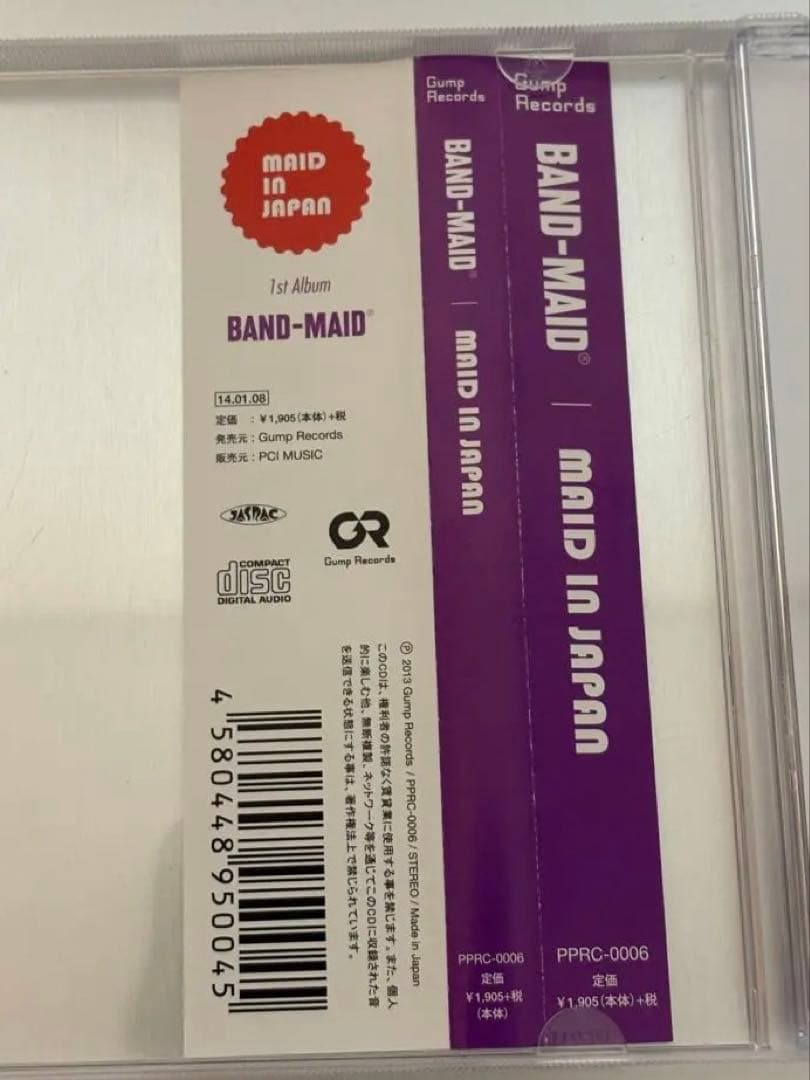 MAID
IN
JAPAN
1st Album
BAND-MAID®
14.01.08
定価 : ¥1,905(本体)+税
発売元 : Gump Records
販売元 : PCI MUSIC
JASRAC
GR
Gump Records
COMPACT
disc
DIGITAL AUDIO
Ⓟ 2013 Gump Records / PPRC-0006 / STEREO / Made in Japan
このCDは、権利者の許諾なく賃貸業に使用する事を禁じます。また、個人
的に楽しむ他、無断複製、ネットワーク等を通じてこのCDに収録された音
を送信できる状態にする事は、著作権法上で禁じられています。
4 580448 950045
Gump
Records
BAND-MAID® | MAID IN JAPAN
PPRC-0006
定価
¥1,905+税
(本体)
Gump
Records
BAND-MAID® | MAID IN JAPAN
PPRC-0006
定価
¥1,905(本体)+税